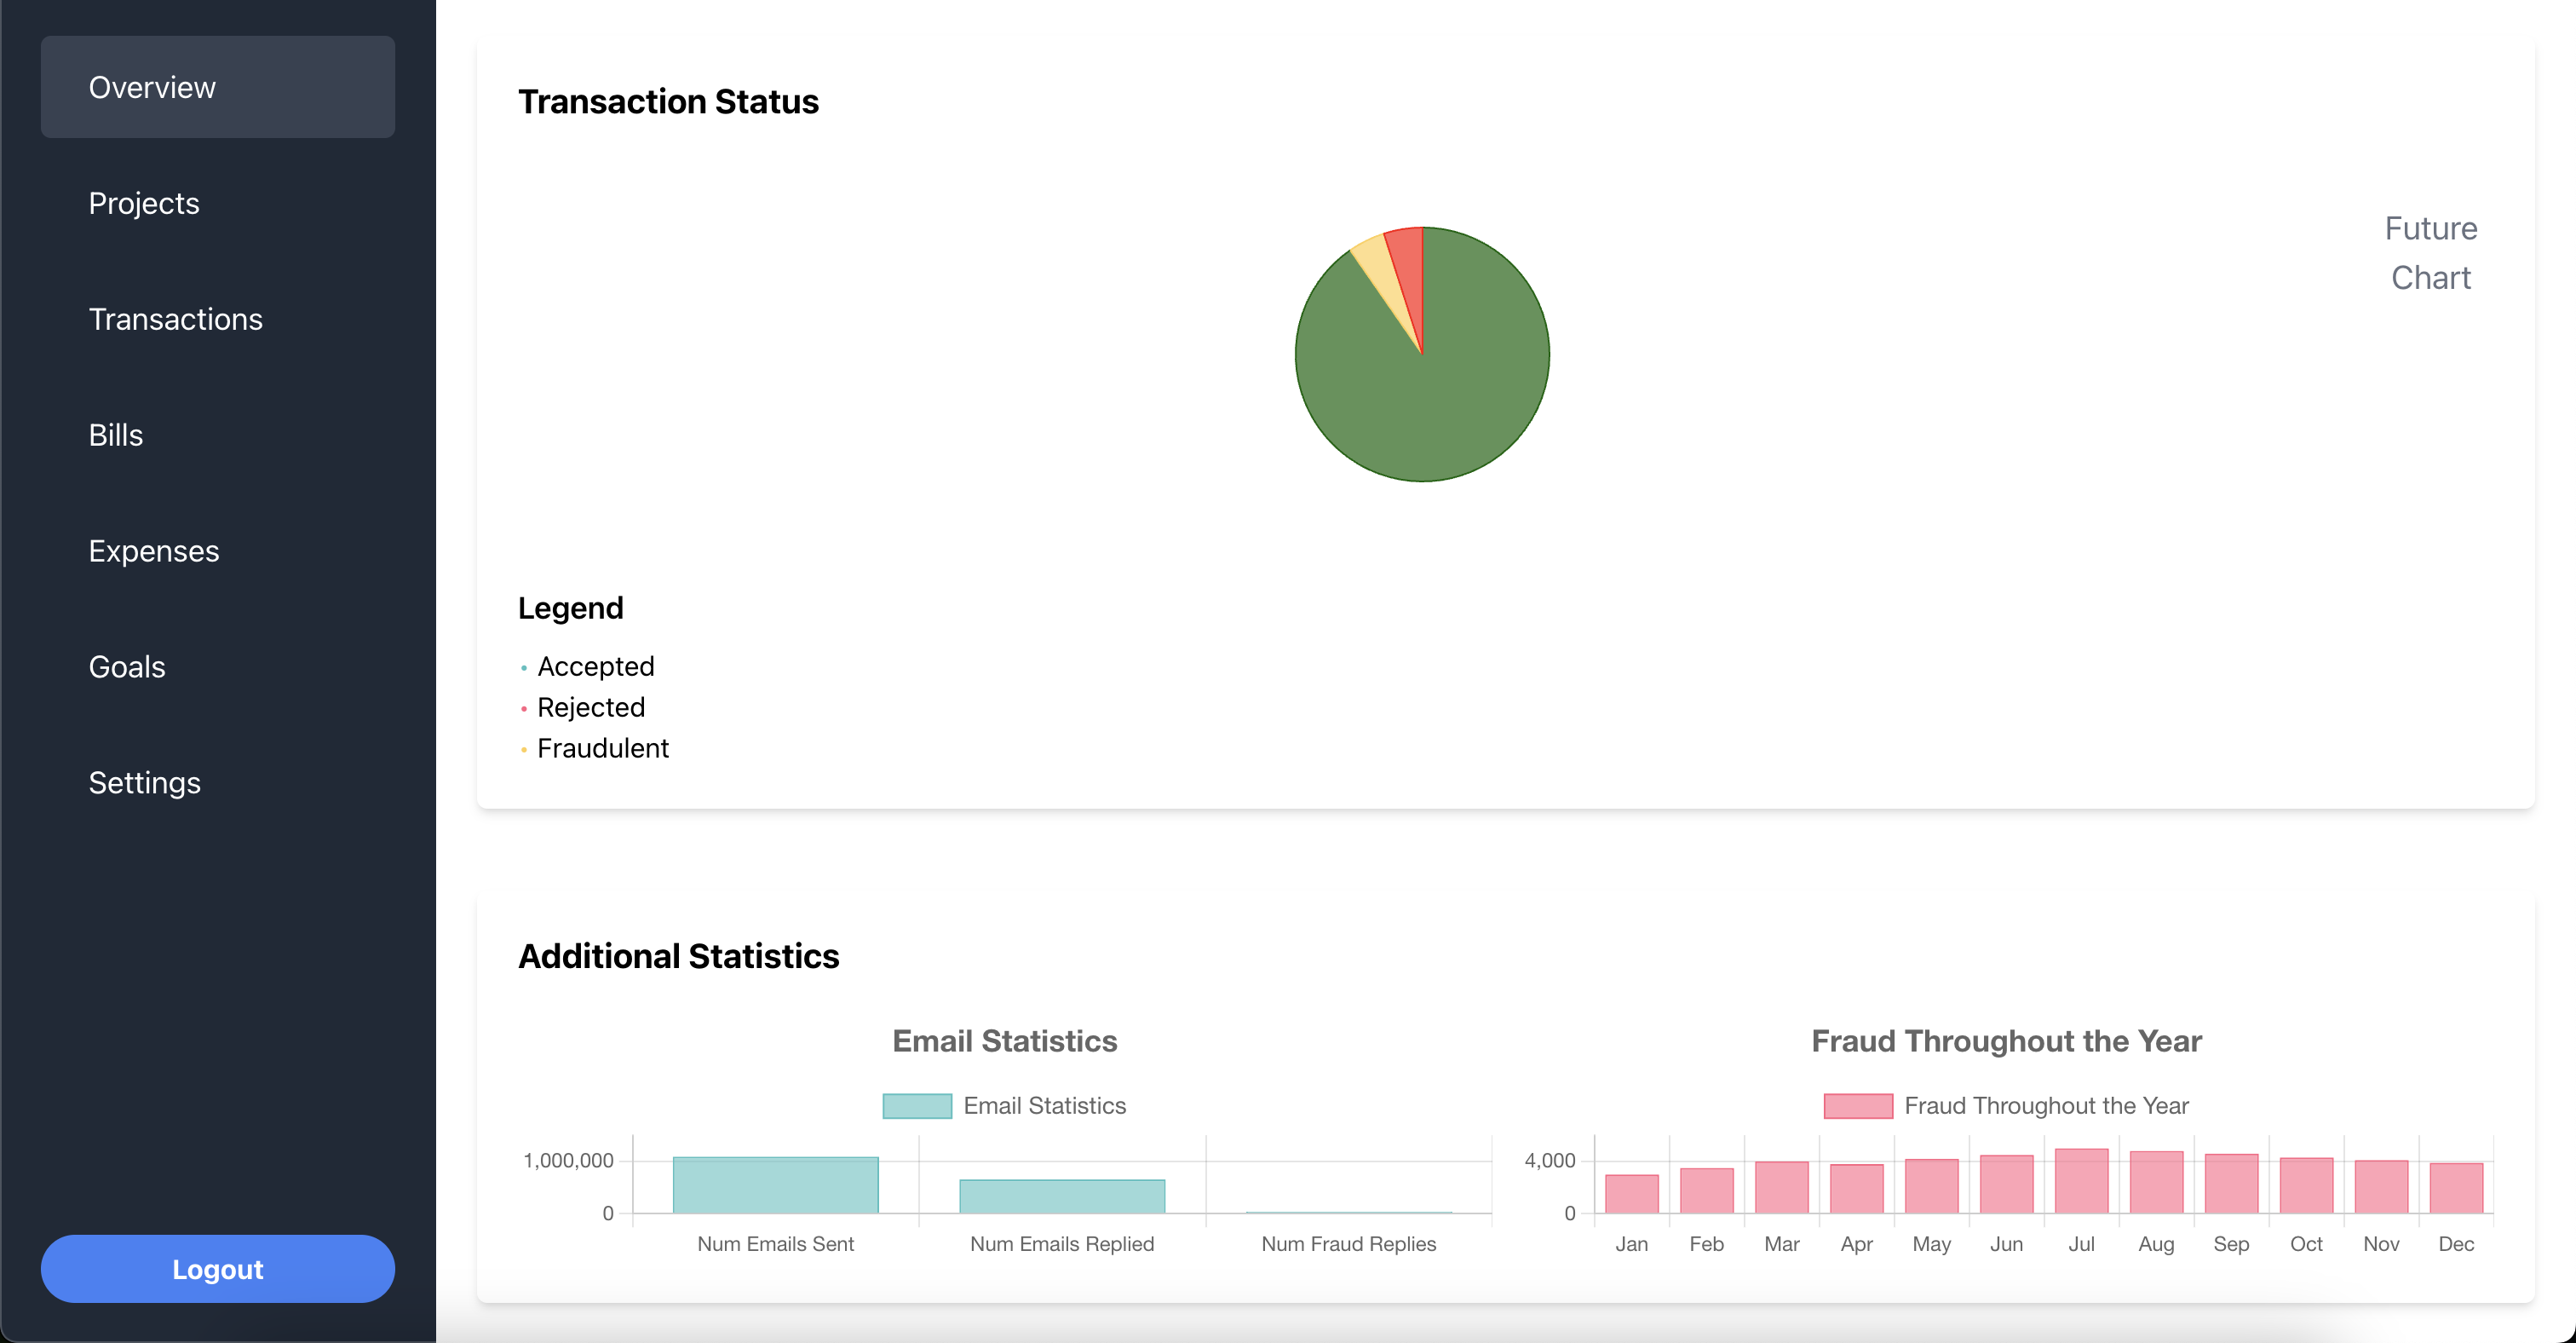 Overview
Projects
Transactions
Bills
Expenses
Goals
Settings
Logout
Transaction Status
Future
Chart
Legend
Accepted
Rejected
Fraudulent
Additional Statistics
Email Statistics
Email Statistics
1,000,000
0
Num Emails Sent Num Emails Replied Num Fraud Replies
Fraud Throughout the Year
Fraud Throughout the Year
4,000
0
Jan Feb Mar Apr May Jun Jul Aug Sep Oct Nov Dec